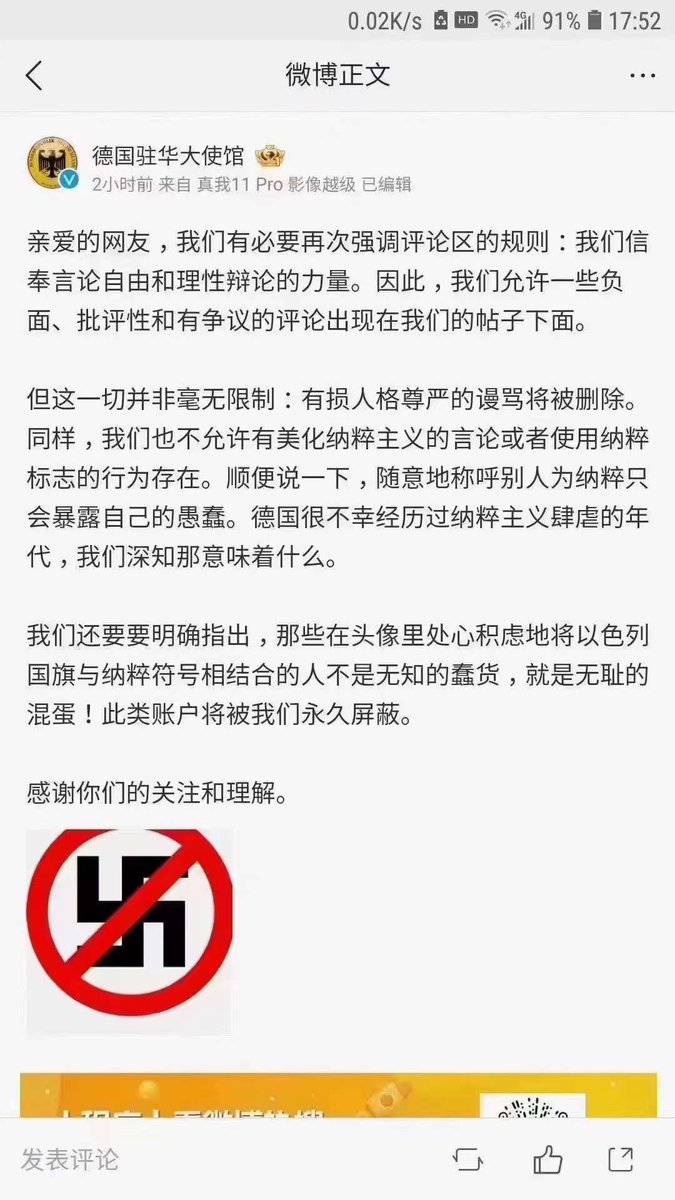 0.02K/s HD 4G 91% 17:52
微博正文
德国驻华大使馆
2小时前 来自 真我11 Pro 影像越级 已编辑
亲爱的网友，我们有必要再次强调评论区的规则：我们信
奉言论自由和理性辩论的力量。因此，我们允许一些负
面、批评性和有争议的评论出现在我们的帖子下面。
但这一切并非毫无限制：有损人格尊严的谩骂将被删除。
同样，我们也不允许有美化纳粹主义的言论或者使用纳粹
标志的行为存在。顺便说一下，随意地称呼别人为纳粹只
会暴露自己的愚蠢。德国很不幸经历过纳粹主义肆虐的年
代，我们深知那意味着什么。
我们还要要明确指出，那些在头像里处心积虑地将以色列
国旗与纳粹符号相结合的人不是无知的蠢货，就是无耻的
混蛋！此类账户将被我们永久屏蔽。
感谢你们的关注和理解。
发表评论